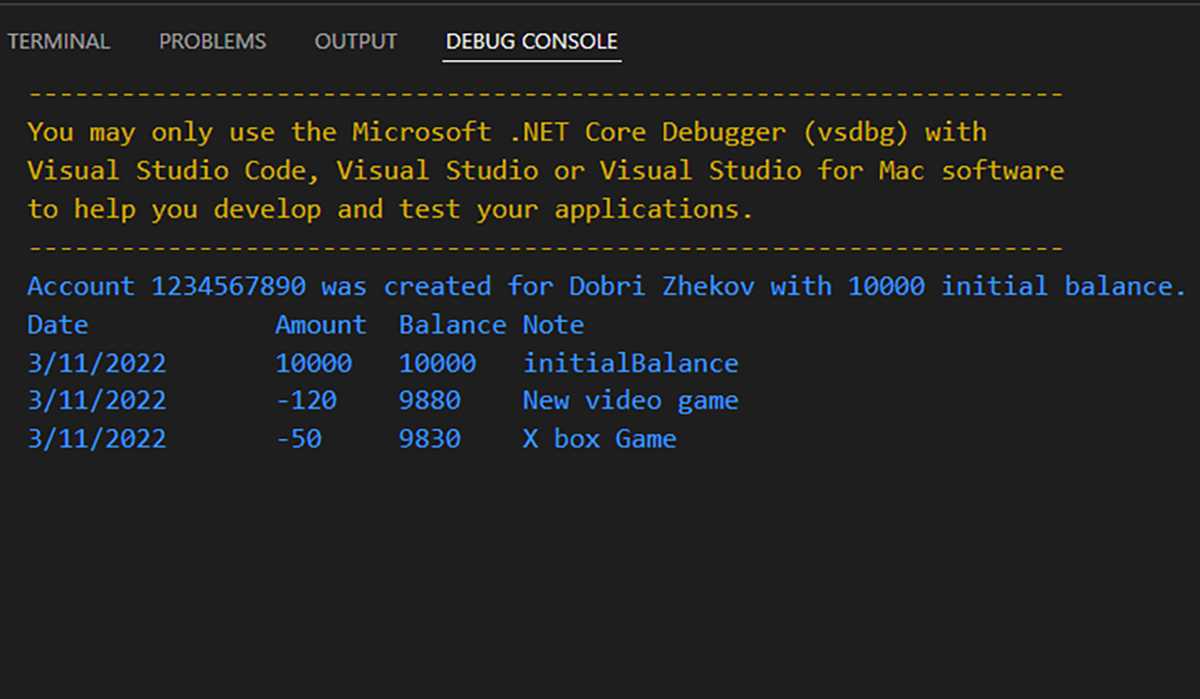 TERMINAL PROBLEMS OUTPUT DEBUG CONSOLE
-------------------------------------------------------------------
You may only use the Microsoft .NET Core Debugger (vsdbg) with
Visual Studio Code, Visual Studio or Visual Studio for Mac software
to help you develop and test your applications.
-------------------------------------------------------------------
Account 1234567890 was created for Dobri Zhekov with 10000 initial balance.
Date Amount Balance Note
3/11/2022 10000 10000 initialBalance
3/11/2022 -120 9880 New video game
3/11/2022 -50 9830 X box Game